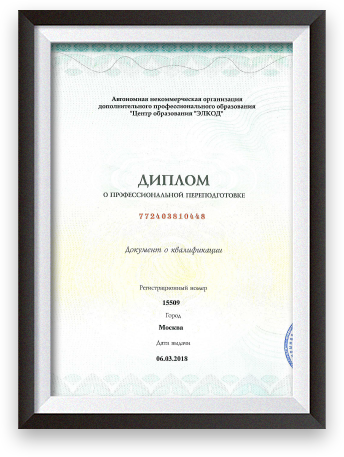 Автономная некоммерческая организация
дополнительного профессионального образования
"Центр образования "ЭЛКОД"
ДИПЛОМ
О ПРОФЕССИОНАЛЬНОЙ ПЕРЕПОДГОТОВКЕ
772403810448
Документ о квалификации
Регистрационный номер
15509
Город
Москва
Дата выдачи
06.03.2018